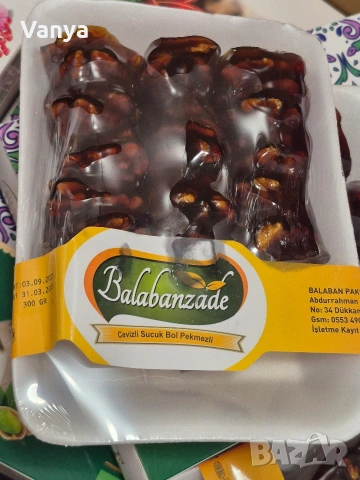 Vanya
:03.09.20
31.03.20
300 GR
Balabanzade
Cevizli Sucuk Bol Pekmezli
BALABAN PAK
Abdurrahman
No: 34 Dükkan
Gsm: 0553 490
İşletme Kayıt
BAZAR